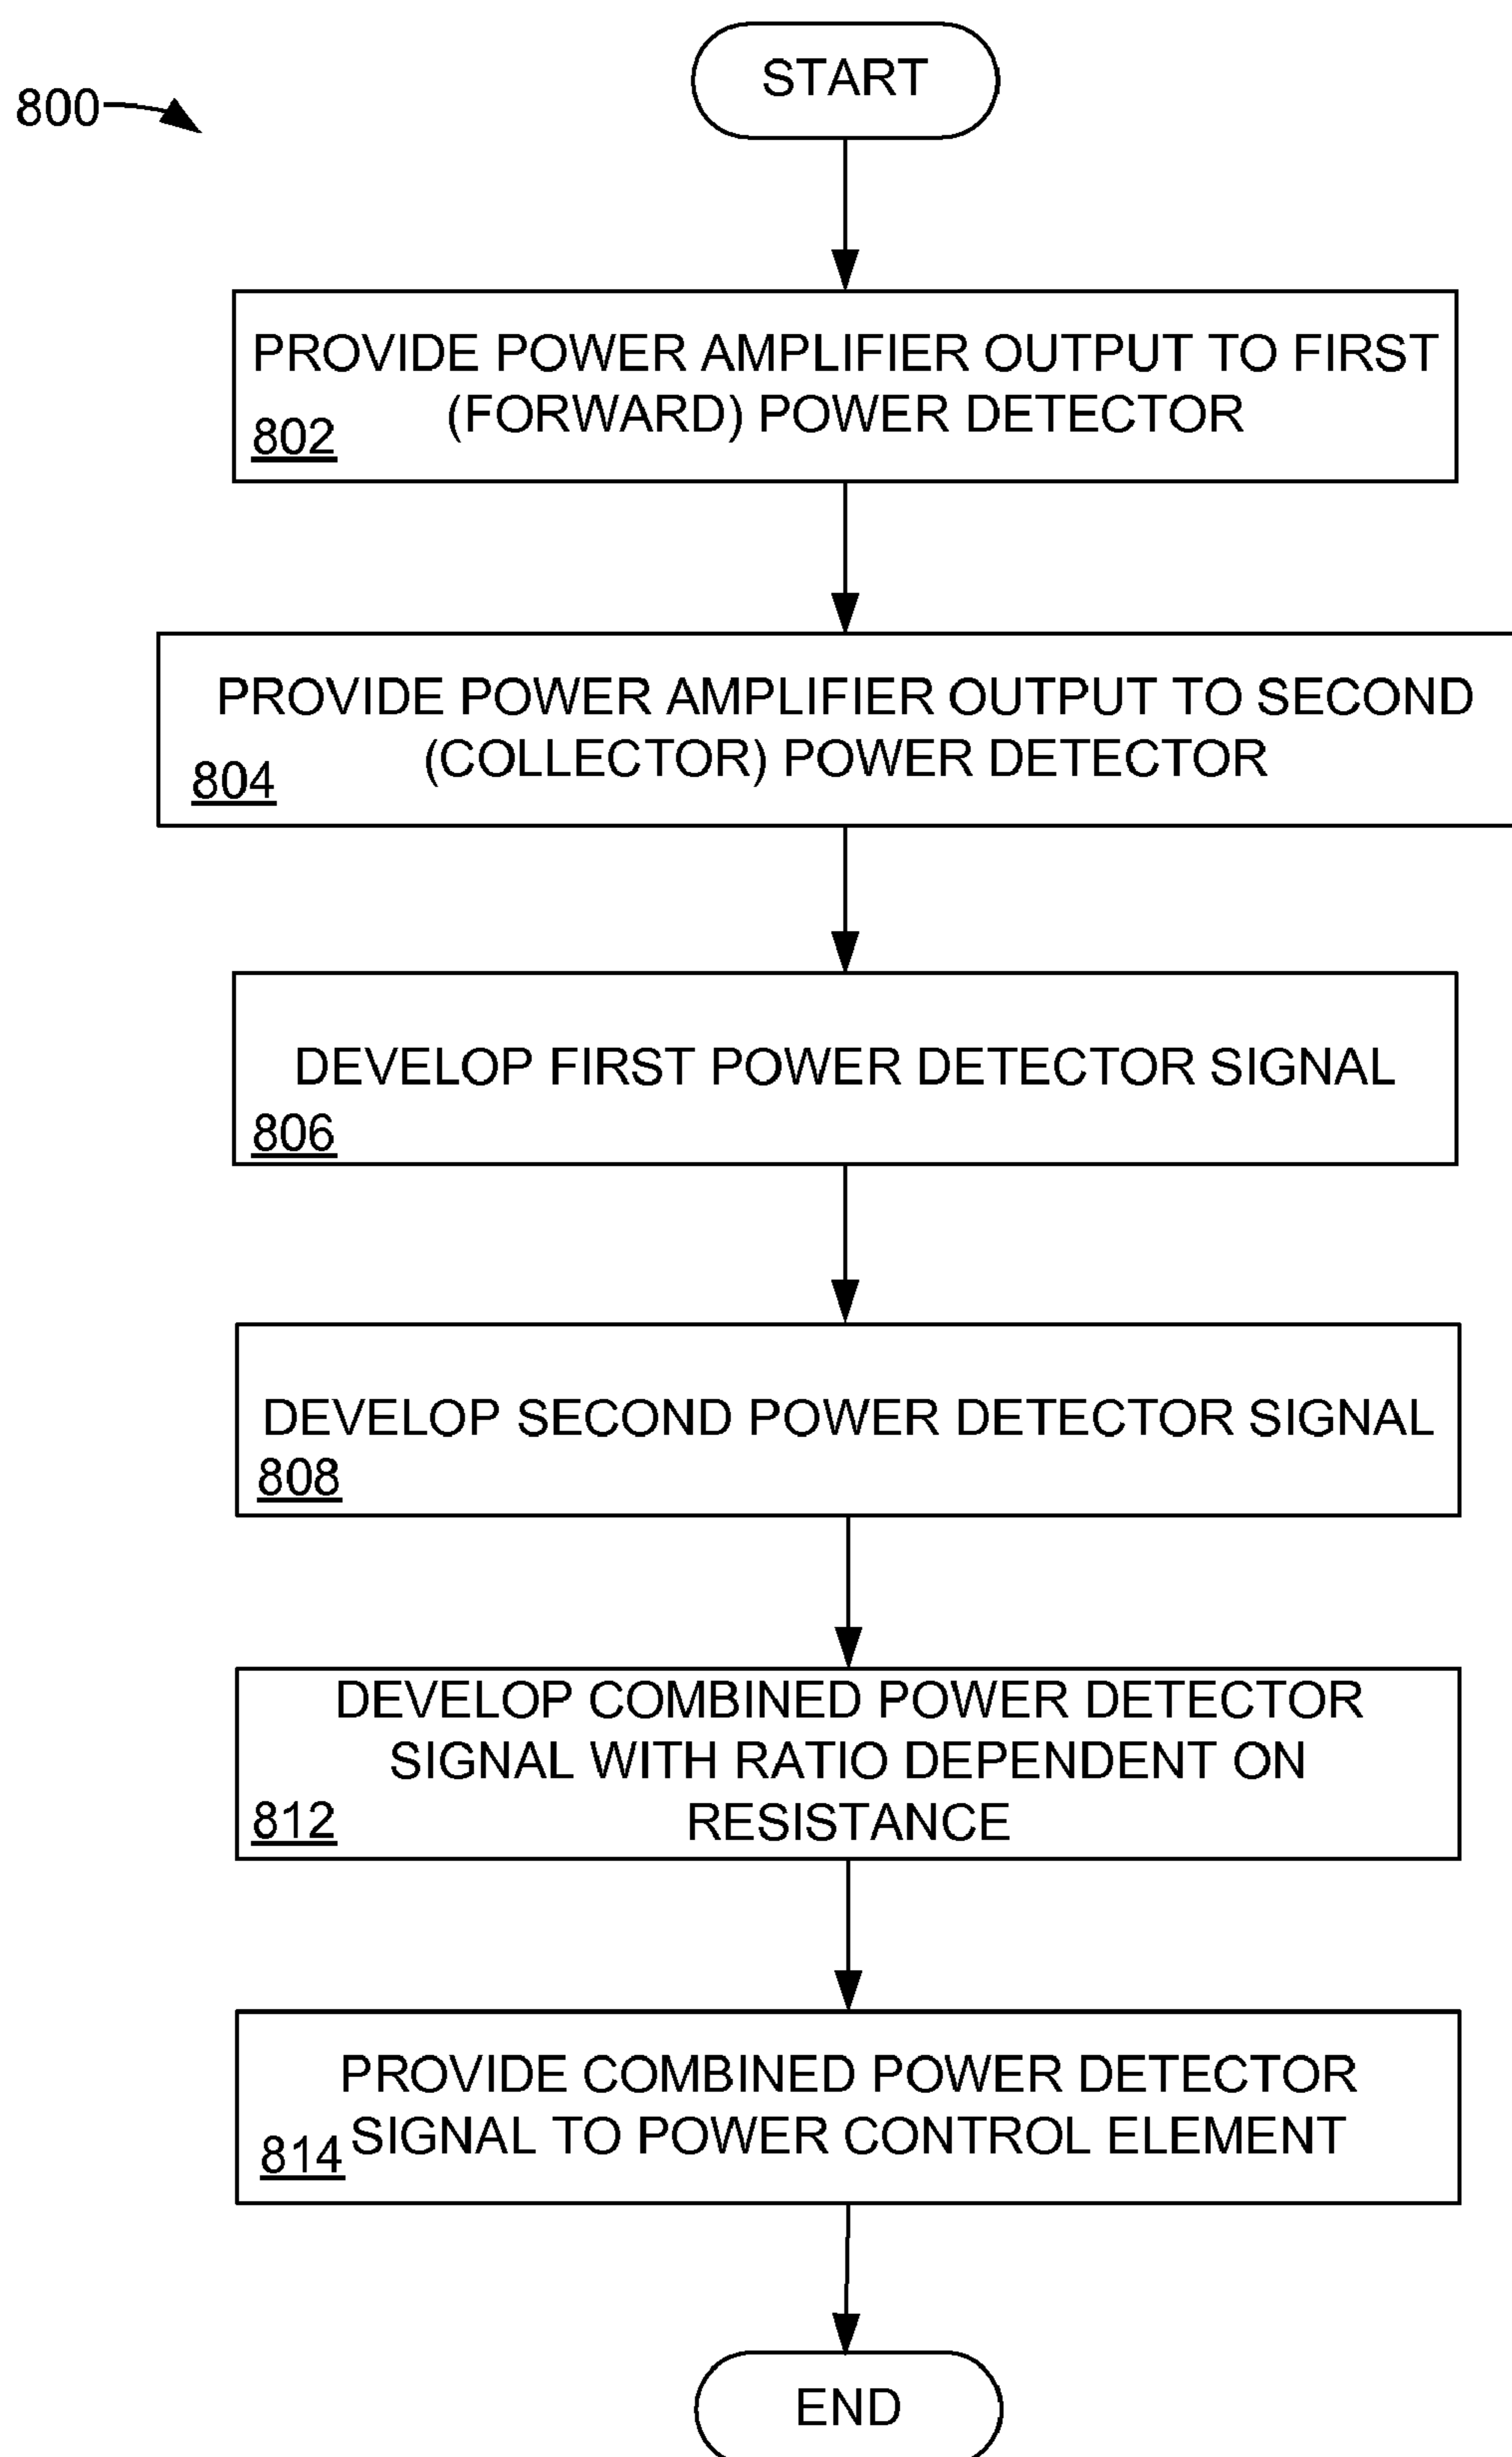 START
800
PROVIDE POWER AMPLIFIER OUTPUT TO FIRST
(FORWARD) POWER DETECTOR
802
PROVIDE POWER AMPLIFIER OUTPUT TO SECOND
(COLLECTOR) POWER DETECTOR
804
DEVELOP FIRST POWER DETECTOR SIGNAL
806
DEVELOP SECOND POWER DETECTOR SIGNAL
808
DEVELOP COMBINED POWER DETECTOR
SIGNAL WITH RATIO DEPENDENT ON
RESISTANCE
812
PROVIDE COMBINED POWER DETECTOR
SIGNAL TO POWER CONTROL ELEMENT
814
END